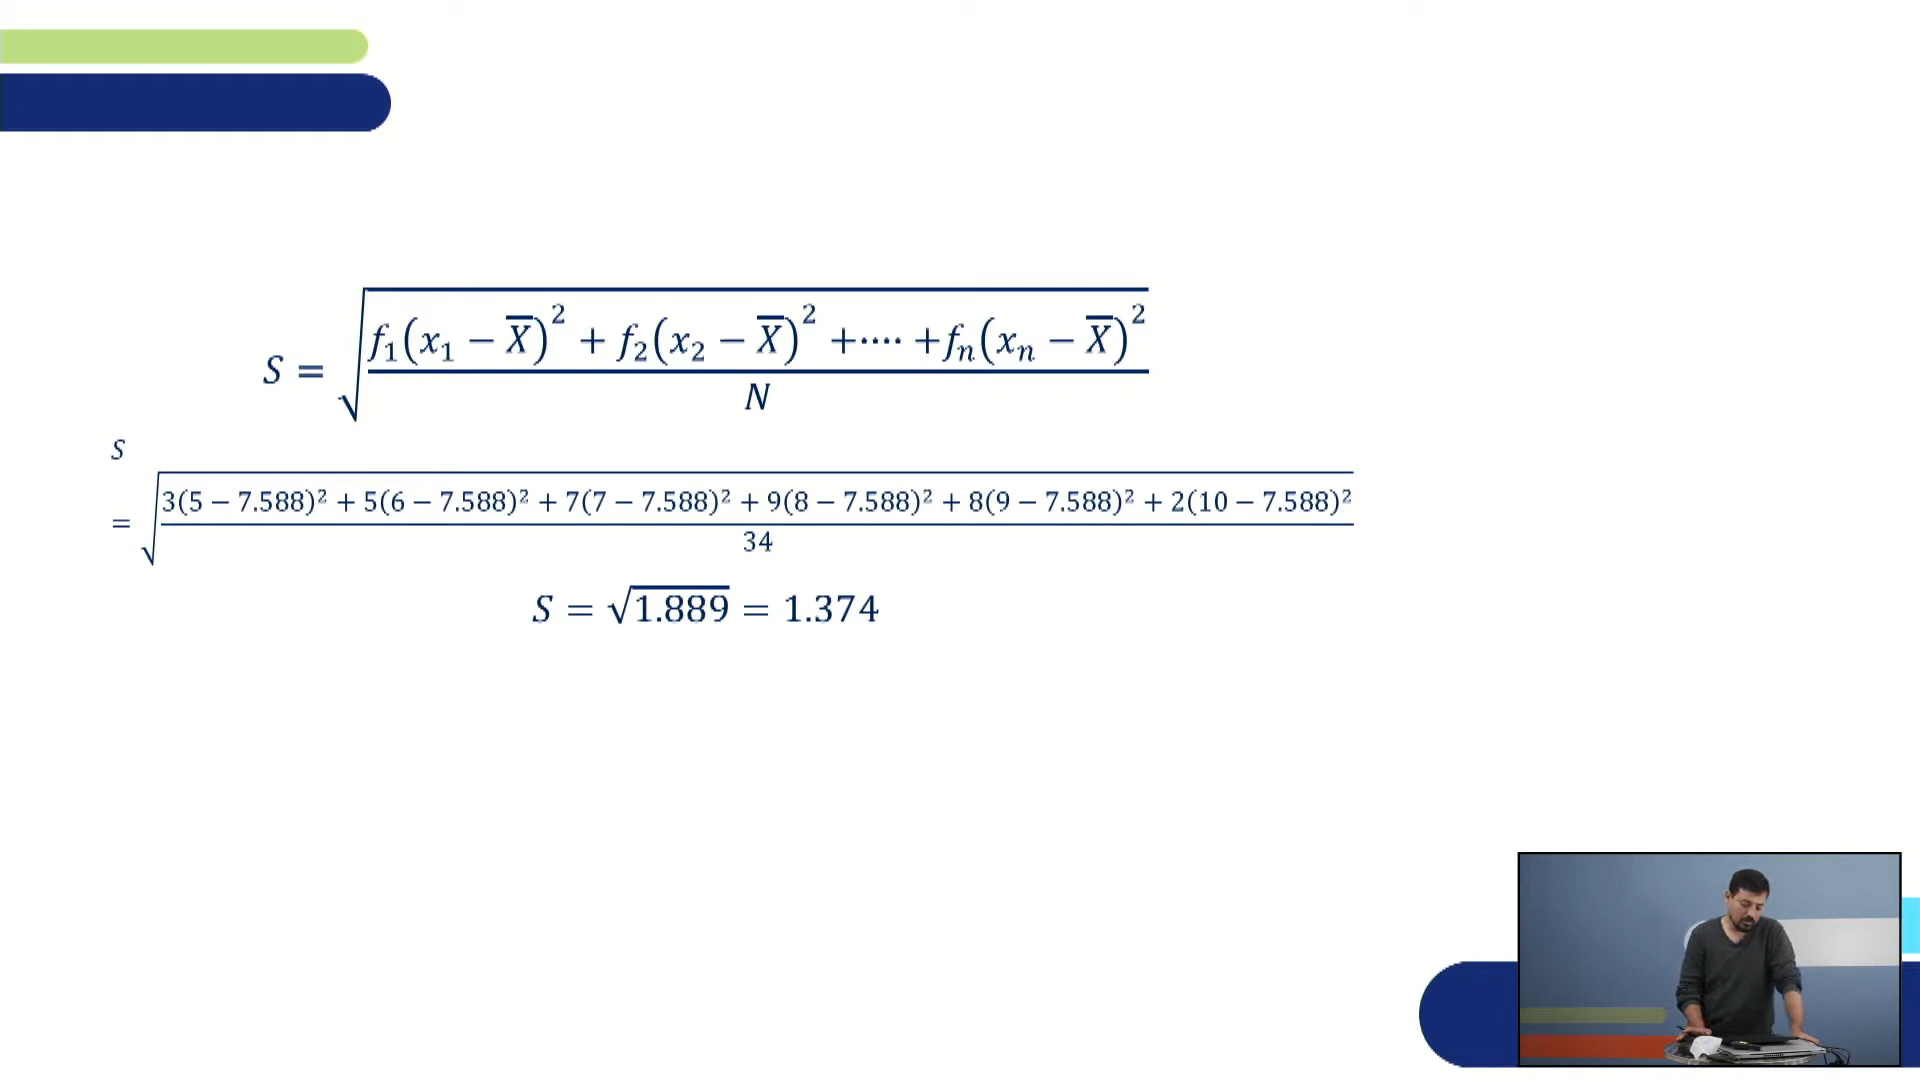 S = √((f₁(x₁ − X̅)² + f₂(x₂ − X̅)² +···· +fₙ(xₙ − X̅)²) / N)
S
= √((3(5 − 7.588)² + 5(6 − 7.588)² + 7(7 − 7.588)² + 9(8 − 7.588)² + 8(9 − 7.588)² + 2(10 − 7.588)²) / 34)
S = √1.889 = 1.374